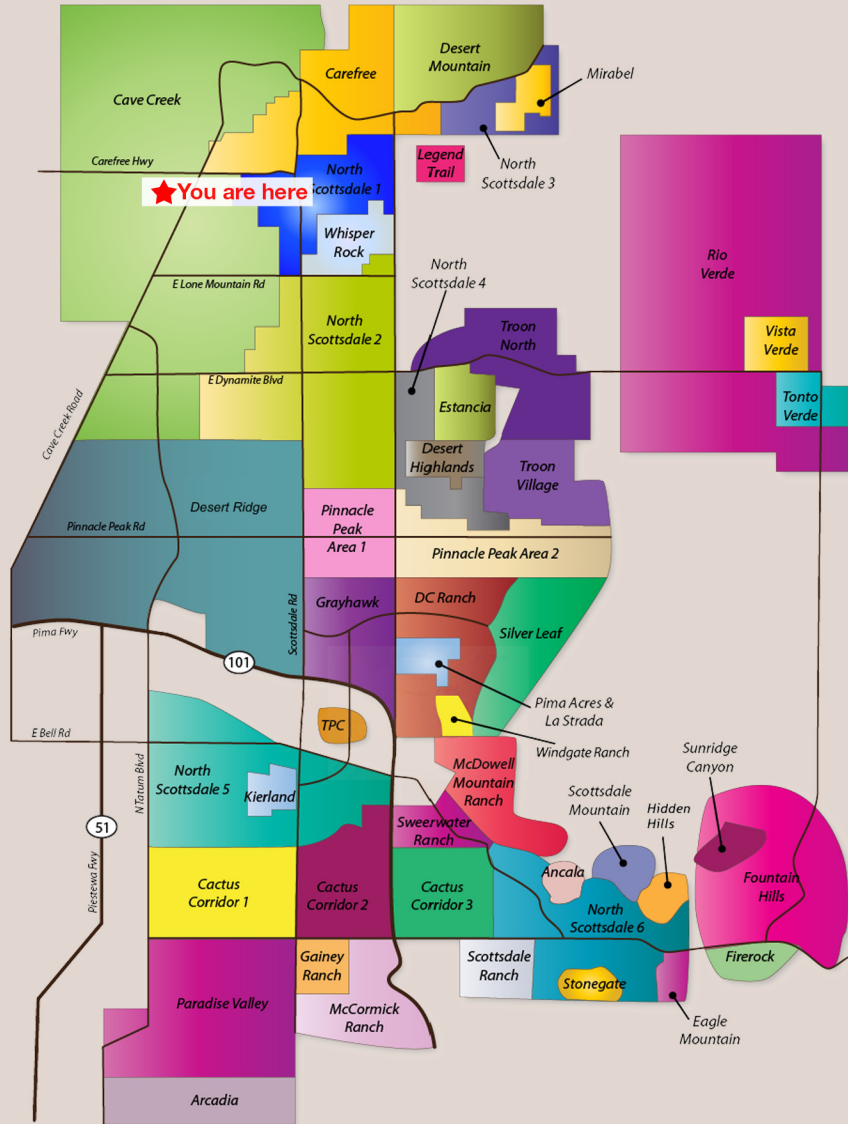 Desert
Mountain
Carefree
Mirabel
Cave Creek
Carefree Hwy
Legend
Trail
North
Scottsdale 3
North
Scottsdale 1
You are here
Whisper
Rock
Rio
Verde
North
Scottsdale 4
E Lone Mountain Rd
North
Scottsdale 2
Troon
North
Vista
Verde
E Dynamite Blvd
Estancia
Tonto
Verde
Cave Creek Road
Desert
Highlands
Troon
Village
Desert Ridge
Pinnacle
Peak
Area 1
Pinnacle Peak Rd
Pinnacle Peak Area 2
Grayhawk
DC Ranch
Scottsdale Rd
Silver Leaf
Pima Fwy
101
Pima Acres &
La Strada
TPC
E Bell Rd
Windgate Ranch
Sunridge
Canyon
N Tatum Blvd
North
Scottsdale 5
Kierland
McDowell
Mountain
Ranch
Scottsdale
Mountain
Hidden
Hills
51
Sweerwater
Ranch
Piestewa Fwy
Cactus
Corridor 1
Cactus
Corridor 2
Cactus
Corridor 3
Ancala
North
Scottsdale 6
Fountain
Hills
Gainey
Ranch
Scottsdale
Ranch
Stonegate
Firerock
Paradise Valley
McCormick
Ranch
Eagle
Mountain
Arcadia